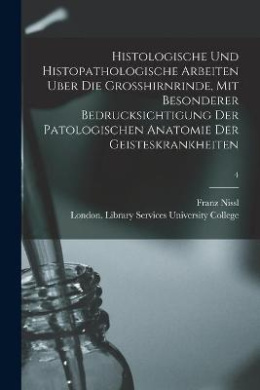 Histologische Und
Histopathologische Arbeiten
Uber Die Grosshirnrinde, Mit
Besonderer
Bedrucksichtigung Der
Patologischen Anatomie Der
Geisteskrankheiten
; 4
Franz Nissl
London. Library Services University College